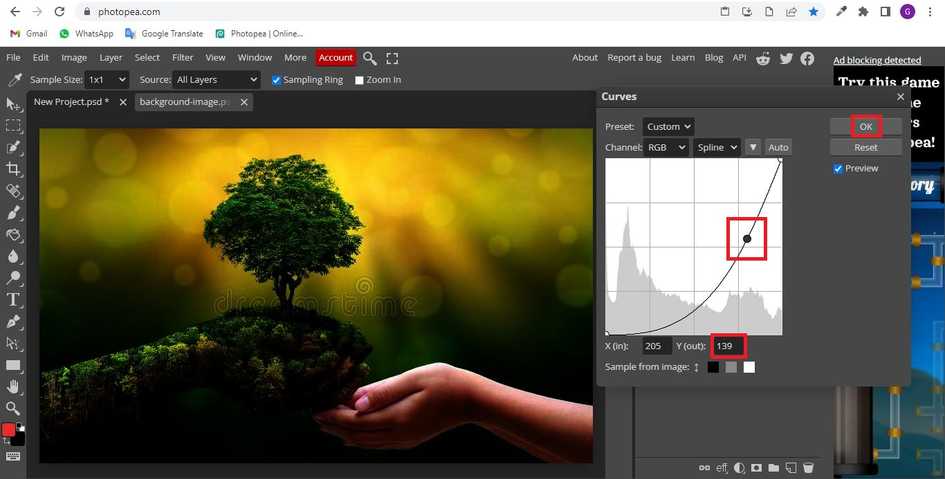 photopea.com
G
Gmail
WhatsApp
Google Translate
Photopea | Online...
File Edit Image Layer Select Filter View Window More Account
About Report a bug Learn Blog API
Ad blocking detected
Sample Size: 1x1 Source: All Layers Sampling Ring Zoom In
Try this game
New Project.psd *
background-image.ps
Curves
Preset: Custom
OK
Channel: RGB Spline Auto
Reset
Preview
dreamstime
X (in): 205 Y (out): 139
Sample from image:
T
eff